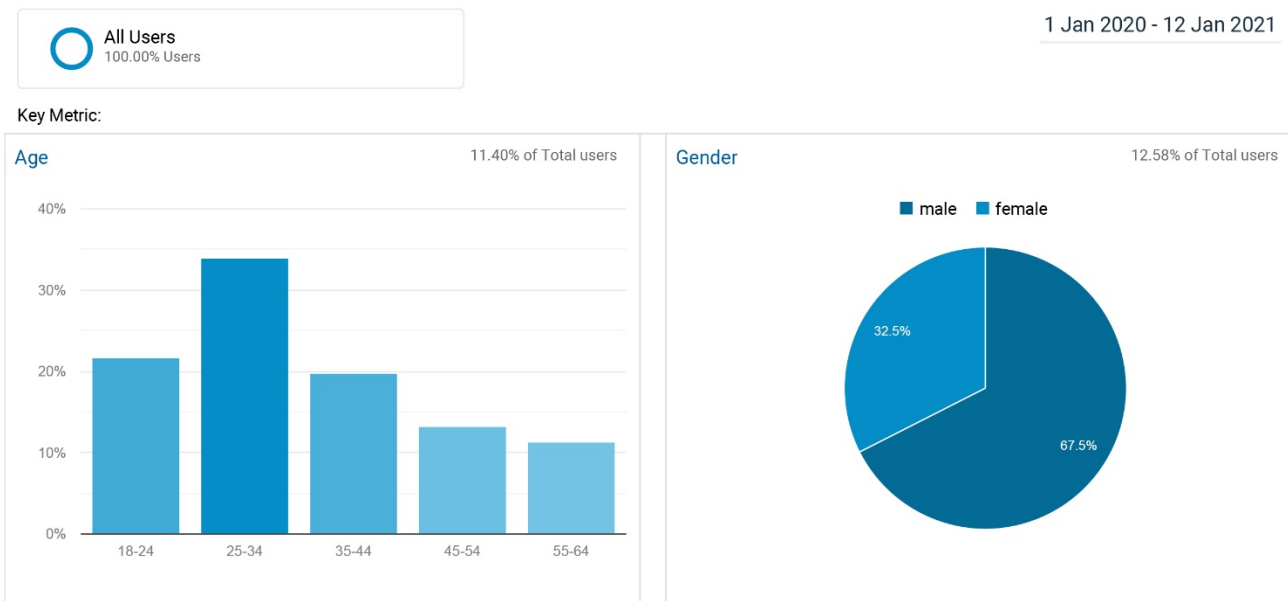 All Users
100.00% Users
1 Jan 2020 - 12 Jan 2021
Key Metric:
Age
11.40% of Total users
40%
30%
20%
10%
0%
18-24 25-34 35-44 45-54 55-64
Gender
12.58% of Total users
male female
32.5%
67.5%